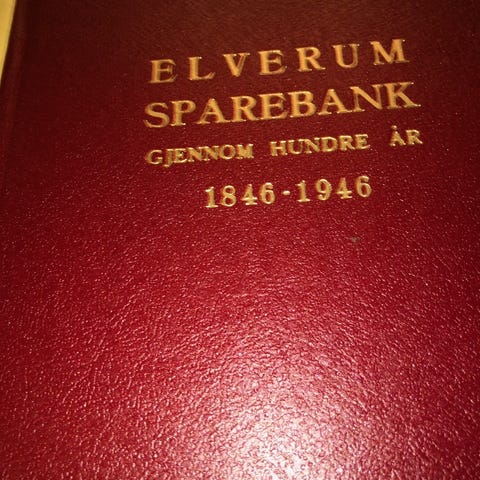 ELVERUM
SPAREBANK
GJENNOM HUNDRE ÅR
1846-1946